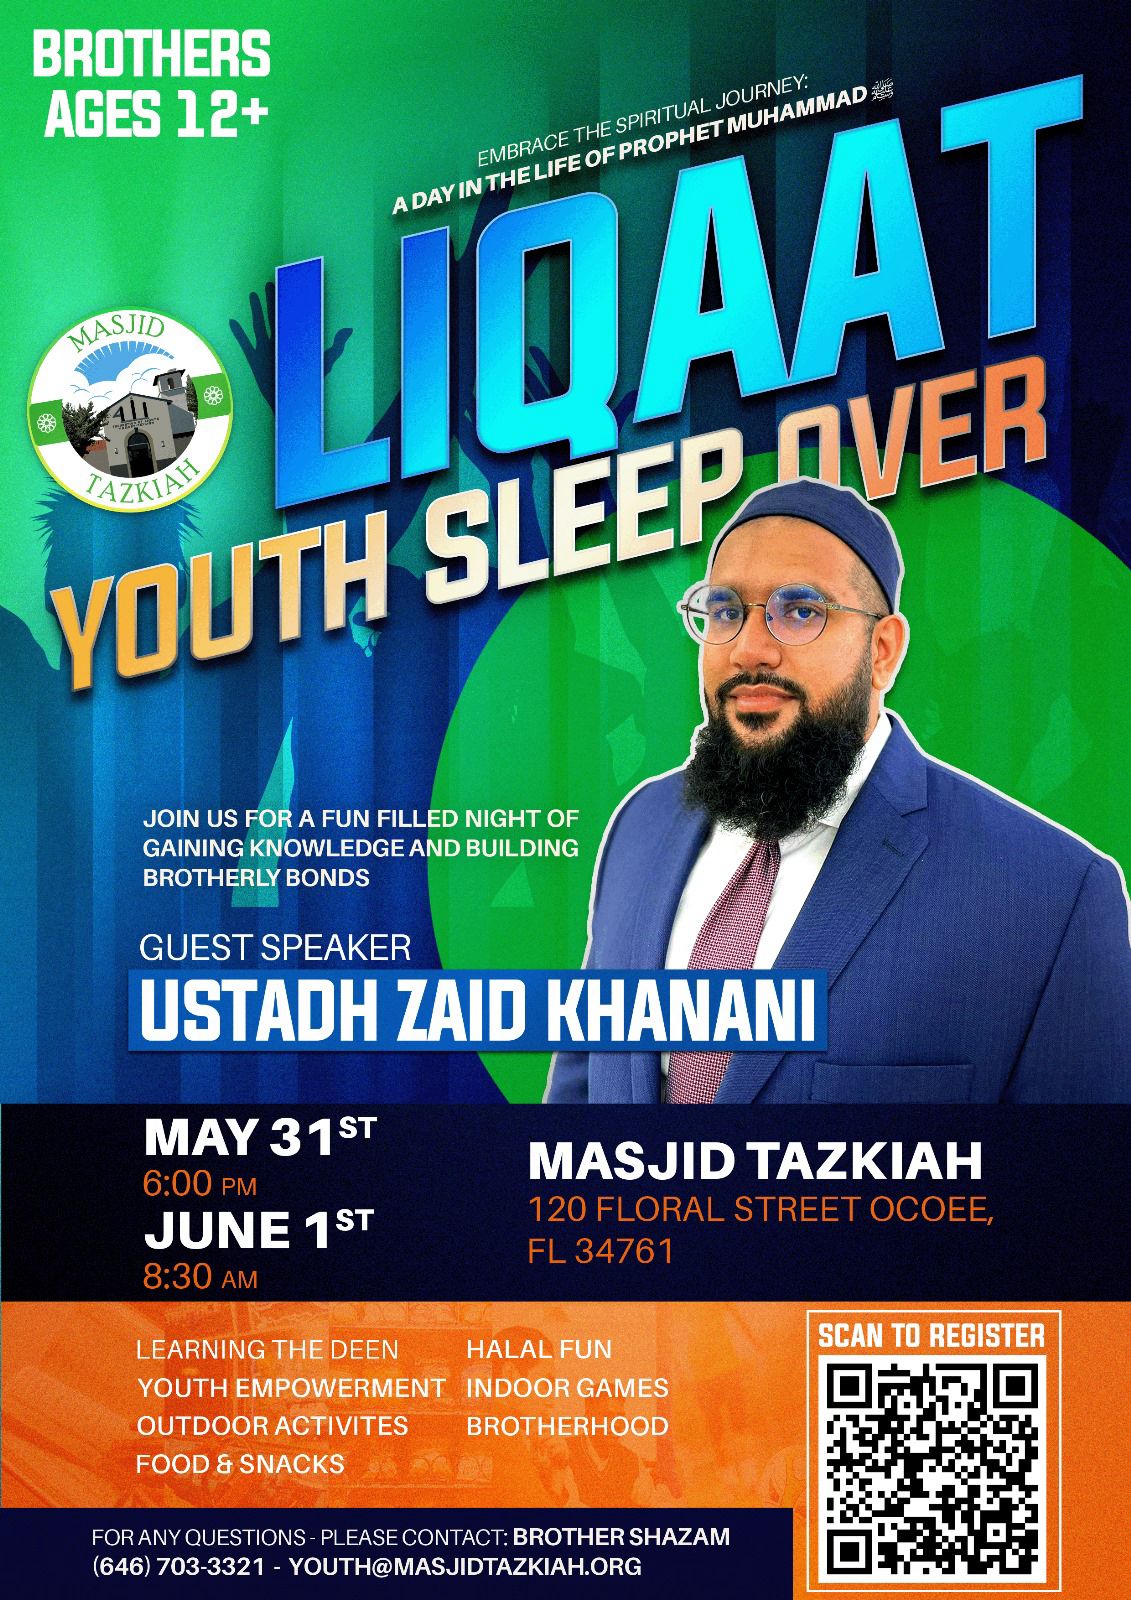 BROTHERS
AGES 12+
EMBRACE THE SPIRITUAL JOURNEY:
A DAY IN THE LIFE OF PROPHET MUHAMMAD ﷺ
LIQAAT
YOUTH SLEEP OVER
MASJID
TAZKIAH
JOIN US FOR A FUN FILLED NIGHT OF
GAINING KNOWLEDGE AND BUILDING
BROTHERLY BONDS
GUEST SPEAKER
USTADH ZAID KHANANI
MAY 31ST
6:00 PM
JUNE 1ST
8:30 AM
MASJID TAZKIAH
120 FLORAL STREET OCOEE,
FL 34761
LEARNING THE DEEN
YOUTH EMPOWERMENT
OUTDOOR ACTIVITES
FOOD & SNACKS
HALAL FUN
INDOOR GAMES
BROTHERHOOD
SCAN TO REGISTER
FOR ANY QUESTIONS - PLEASE CONTACT: BROTHER SHAZAM
(646) 703-3321 - YOUTH@MASJIDTAZKIAH.ORG